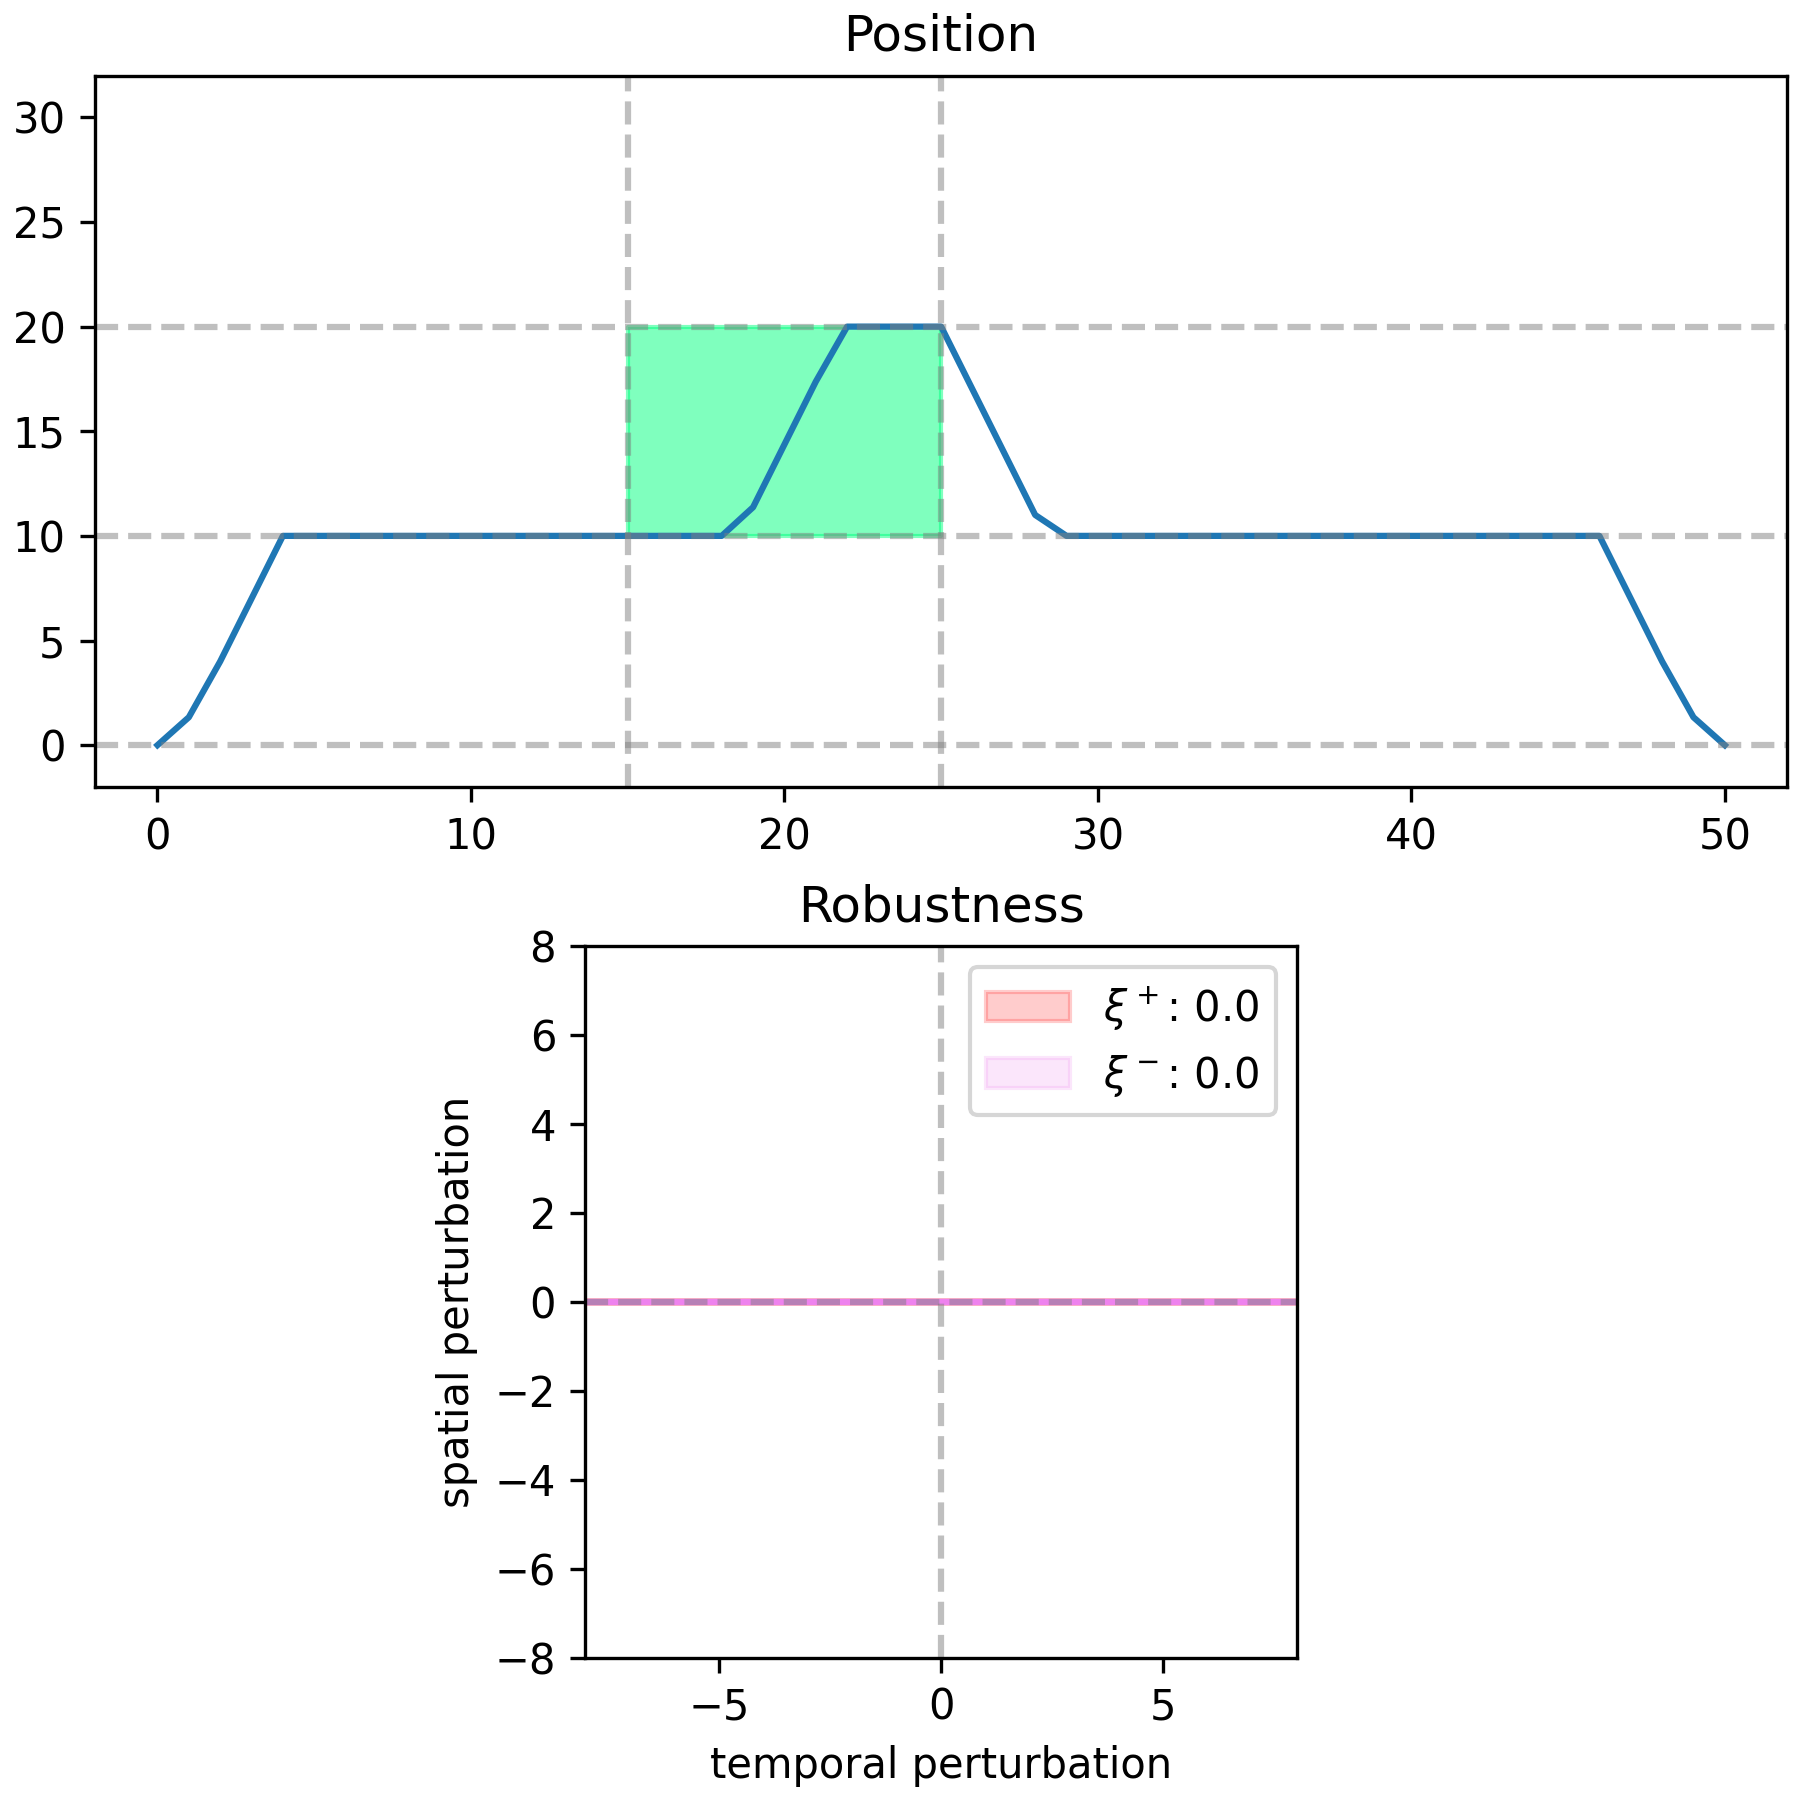 Position
30
25
20
15
10
5
0
0 10 20 30 40 50
Robustness
8
6
4
2
0
−2
−4
−6
−8
ξ⁺: 0.0
ξ⁻: 0.0
spatial perturbation
−5 0 5
temporal perturbation